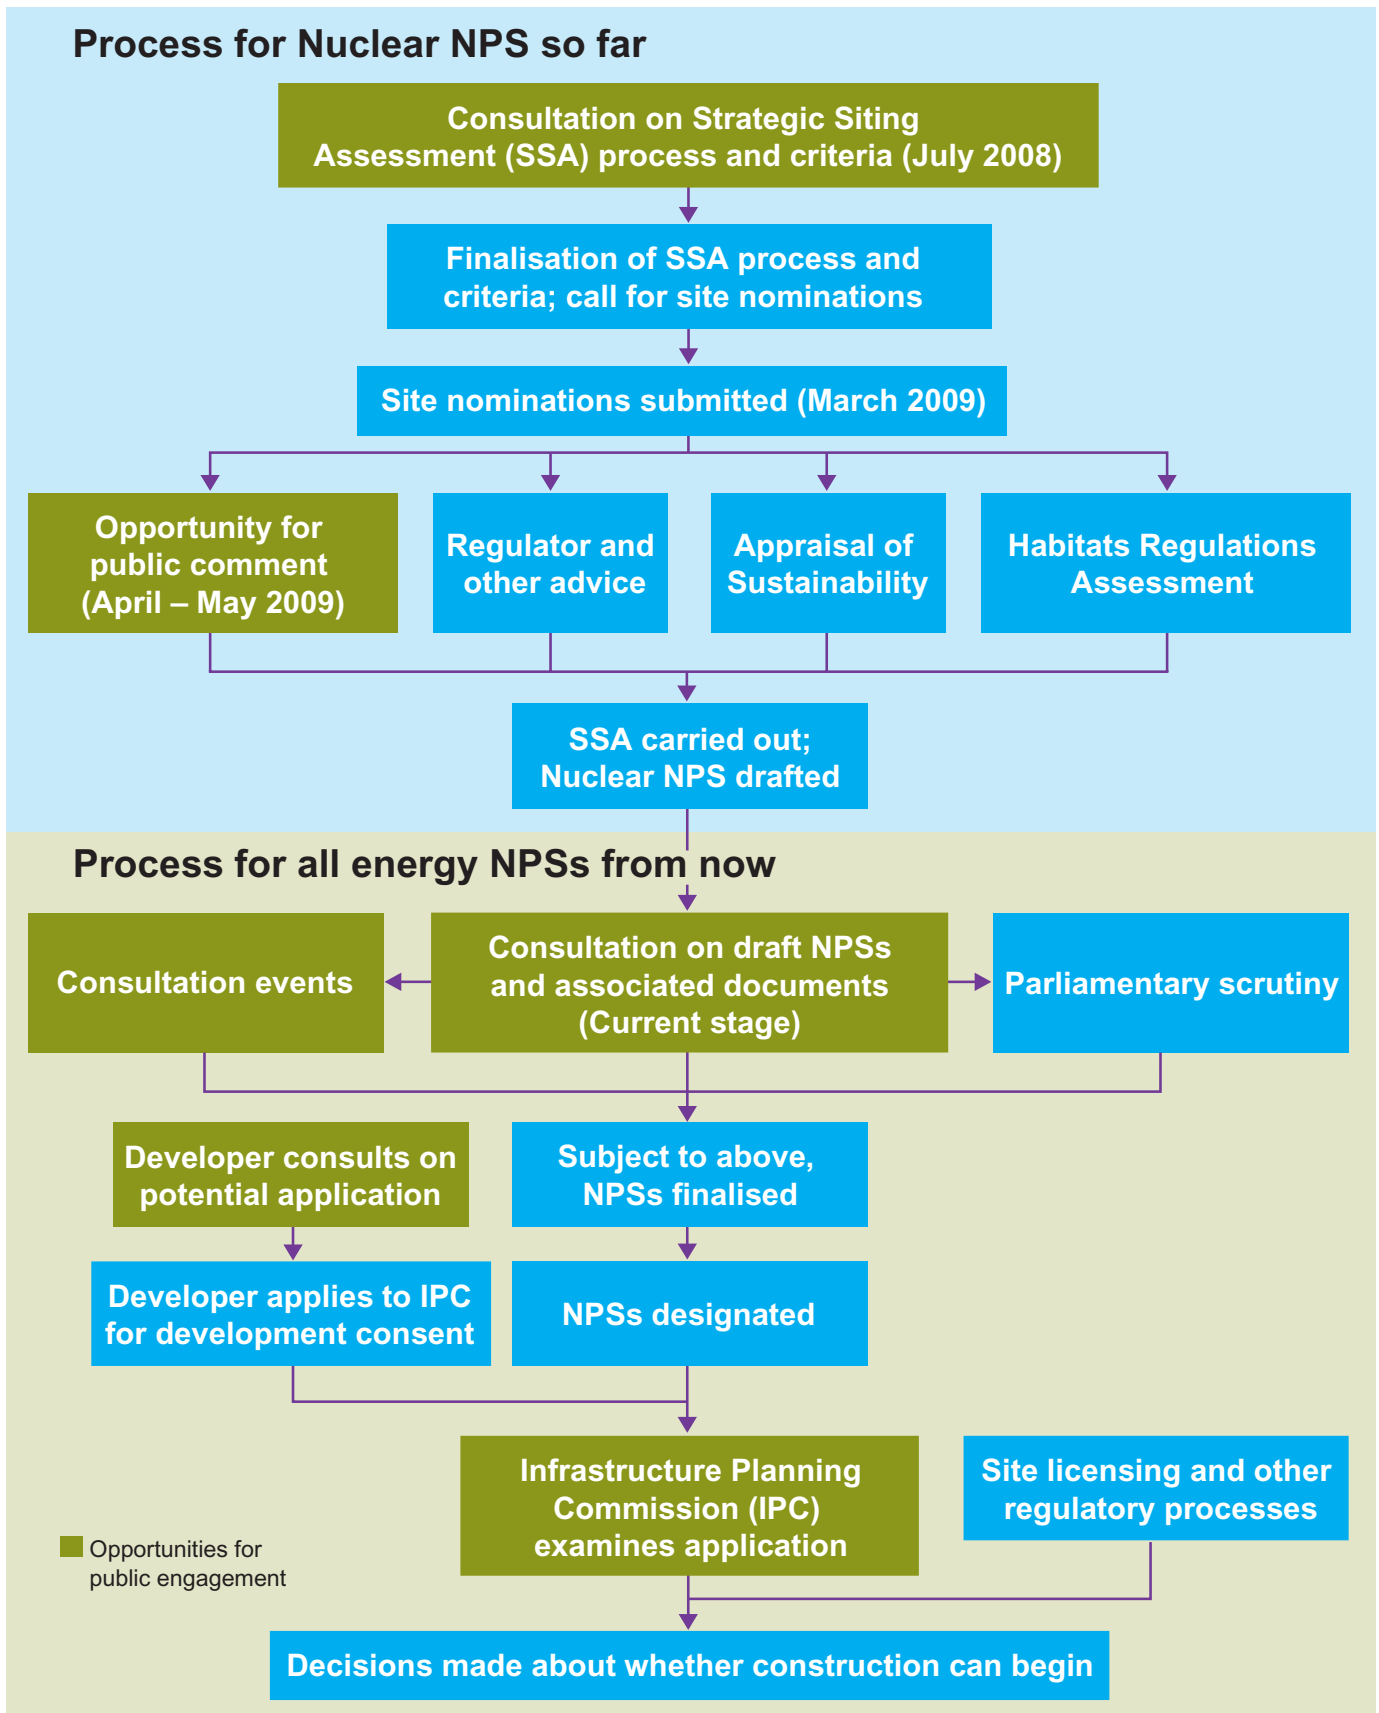 Process for Nuclear NPS so far
Consultation on Strategic Siting
Assessment (SSA) process and criteria (July 2008)
Finalisation of SSA process and
criteria; call for site nominations
Site nominations submitted (March 2009)
Opportunity for
public comment
(April – May 2009)
Regulator and
other advice
Appraisal of
Sustainability
Habitats Regulations
Assessment
SSA carried out;
Nuclear NPS drafted
Process for all energy NPSs from now
Consultation events
Consultation on draft NPSs
and associated documents
(Current stage)
Parliamentary scrutiny
Developer consults on
potential application
Subject to above,
NPSs finalised
Developer applies to IPC
for development consent
NPSs designated
Infrastructure Planning
Commission (IPC)
examines application
Site licensing and other
regulatory processes
Opportunities for
public engagement
Decisions made about whether construction can begin